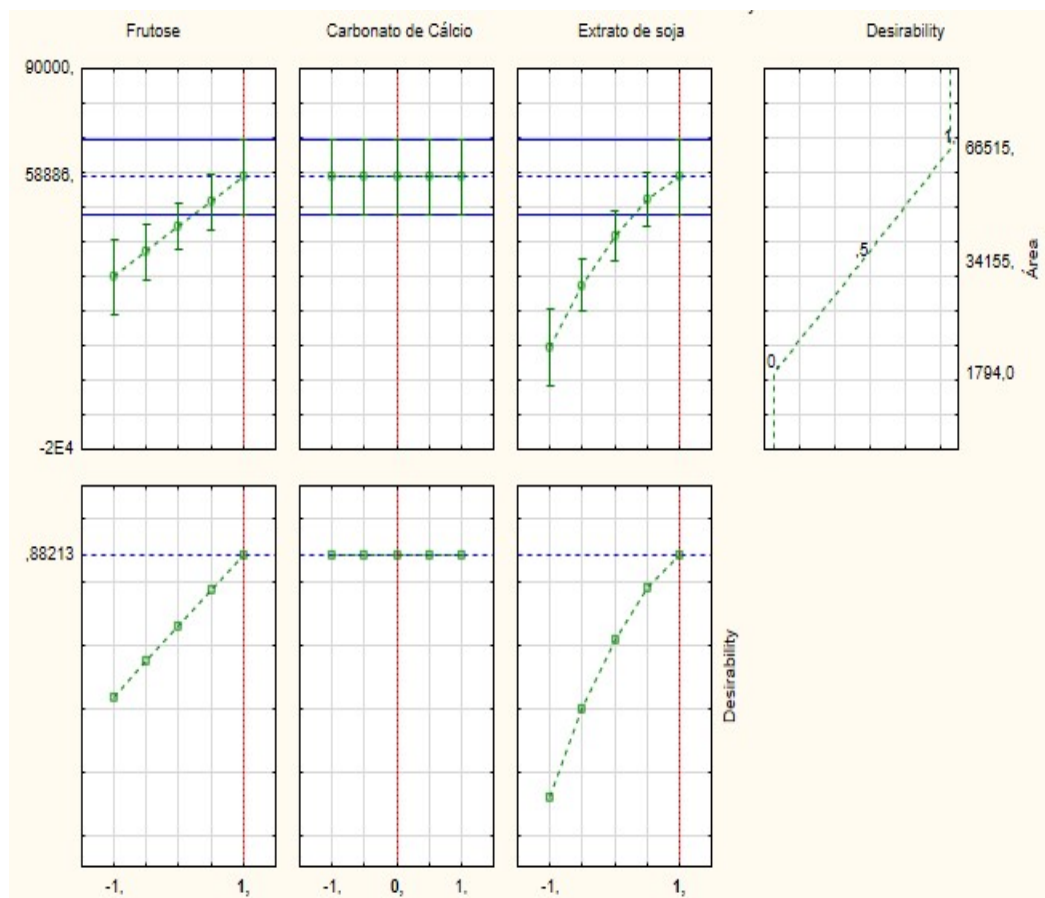 Frutose Carbonato de Cálcio Extrato de soja Desirability
90000,
58886,
-2E4
1,
,5
0,
66515,
34155,
1794,0
Área
,88213
Desirability
-1, 1, -1, 0, 1, -1, 1,